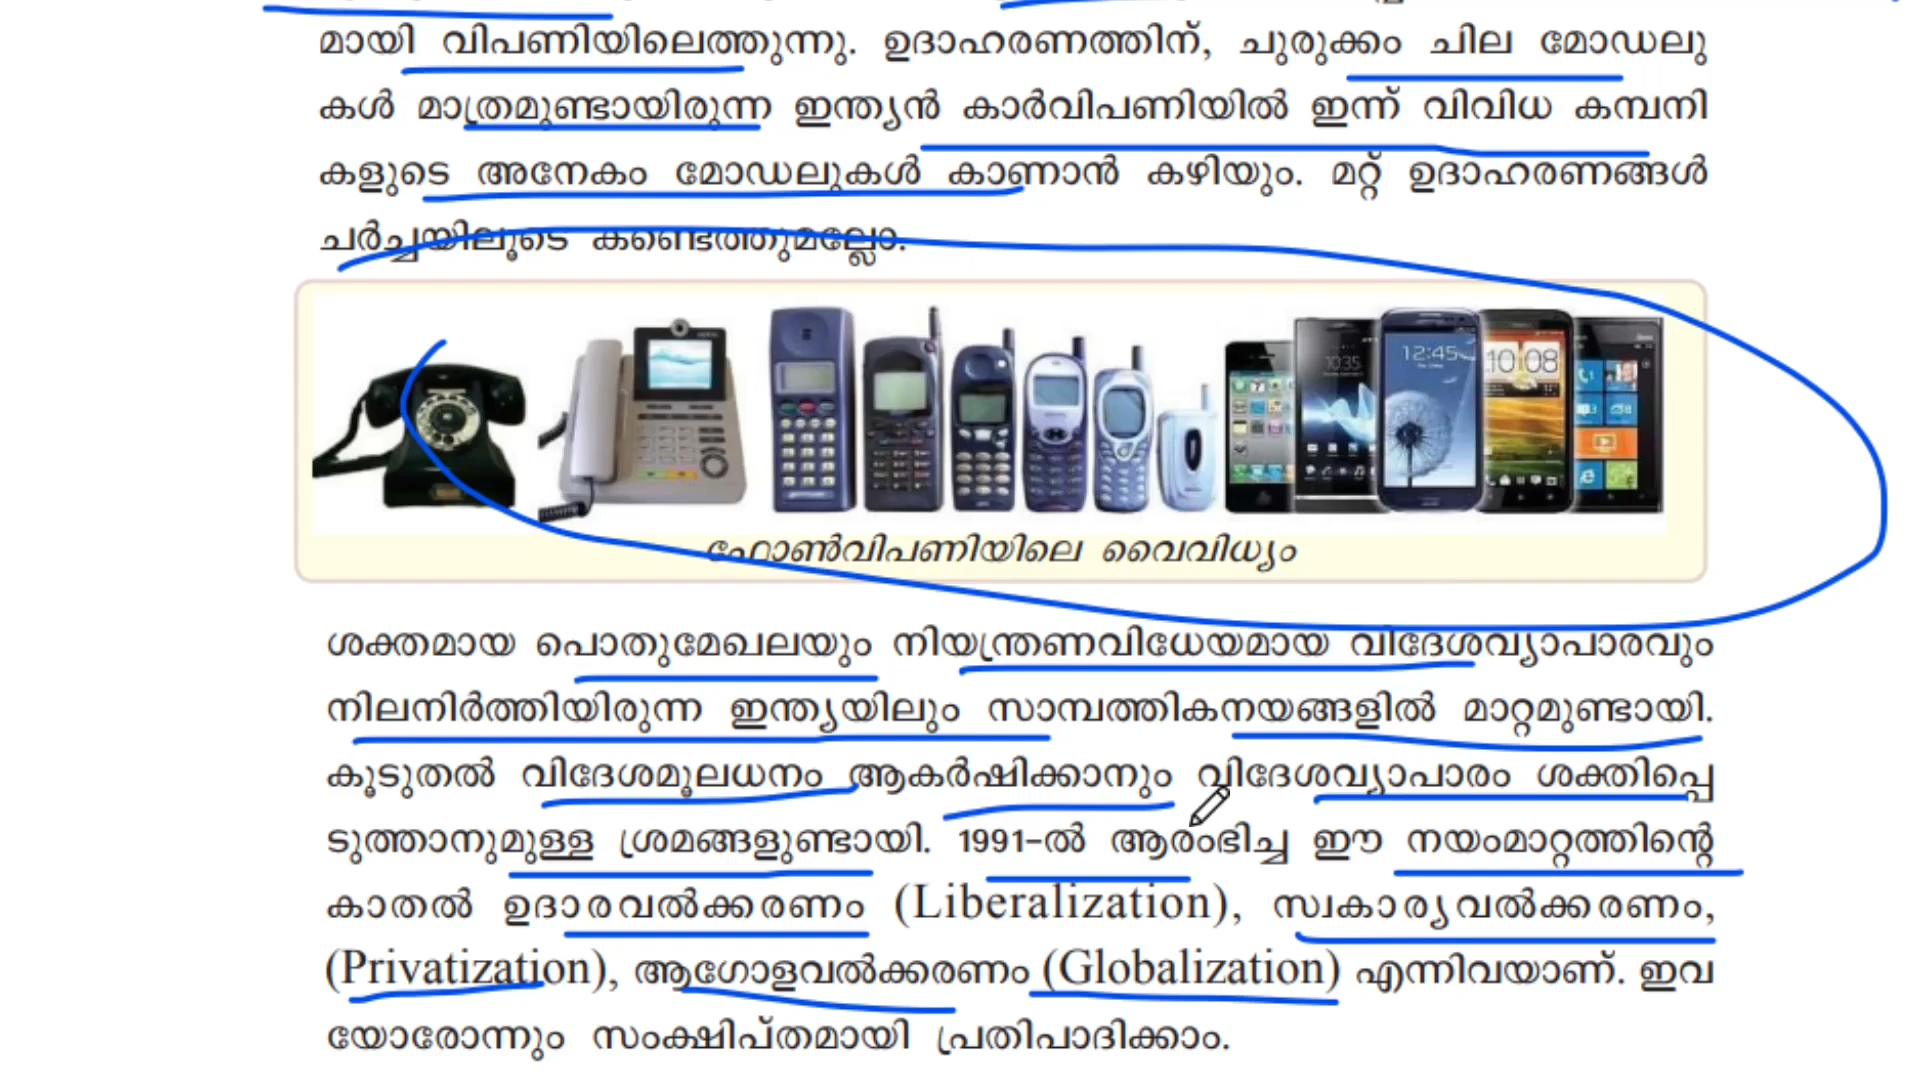 മായി വിപണിയിലെത്തുന്നു. ഉദാഹരണത്തിന്, ചുരുക്കം ചില മോഡലു
കൾ മാത്രമുണ്ടായിരുന്ന ഇന്ത്യൻ കാർവിപണിയിൽ ഇന്ന് വിവിധ കമ്പനി
കളുടെ അനേകം മോഡലുകൾ കാണാൻ കഴിയും. മറ്റ് ഉദാഹരണങ്ങൾ
ചർച്ചയിലൂടെ കണ്ടെത്തുമല്ലോ.
10:35
12:45
10:08
ഫോൺവിപണിയിലെ വൈവിധ്യം
ശക്തമായ പൊതുമേഖലയും നിയന്ത്രണവിധേയമായ വിദേശവ്യാപാരവും
നിലനിർത്തിയിരുന്ന ഇന്ത്യയിലും സാമ്പത്തികനയങ്ങളിൽ മാറ്റമുണ്ടായി.
കൂടുതൽ വിദേശമൂലധനം ആകർഷിക്കാനും വിദേശവ്യാപാരം ശക്തിപ്പെ
ടുത്താനുമുള്ള ശ്രമങ്ങളുണ്ടായി. 1991-ൽ ആരംഭിച്ച ഈ നയംമാറ്റത്തിന്റെ
കാതൽ ഉദാരവൽക്കരണം (Liberalization), സ്വകാര്യവൽക്കരണം,
(Privatization), ആഗോളവൽക്കരണം (Globalization) എന്നിവയാണ്. ഇവ
യോരോന്നും സംക്ഷിപ്തമായി പ്രതിപാദിക്കാം.